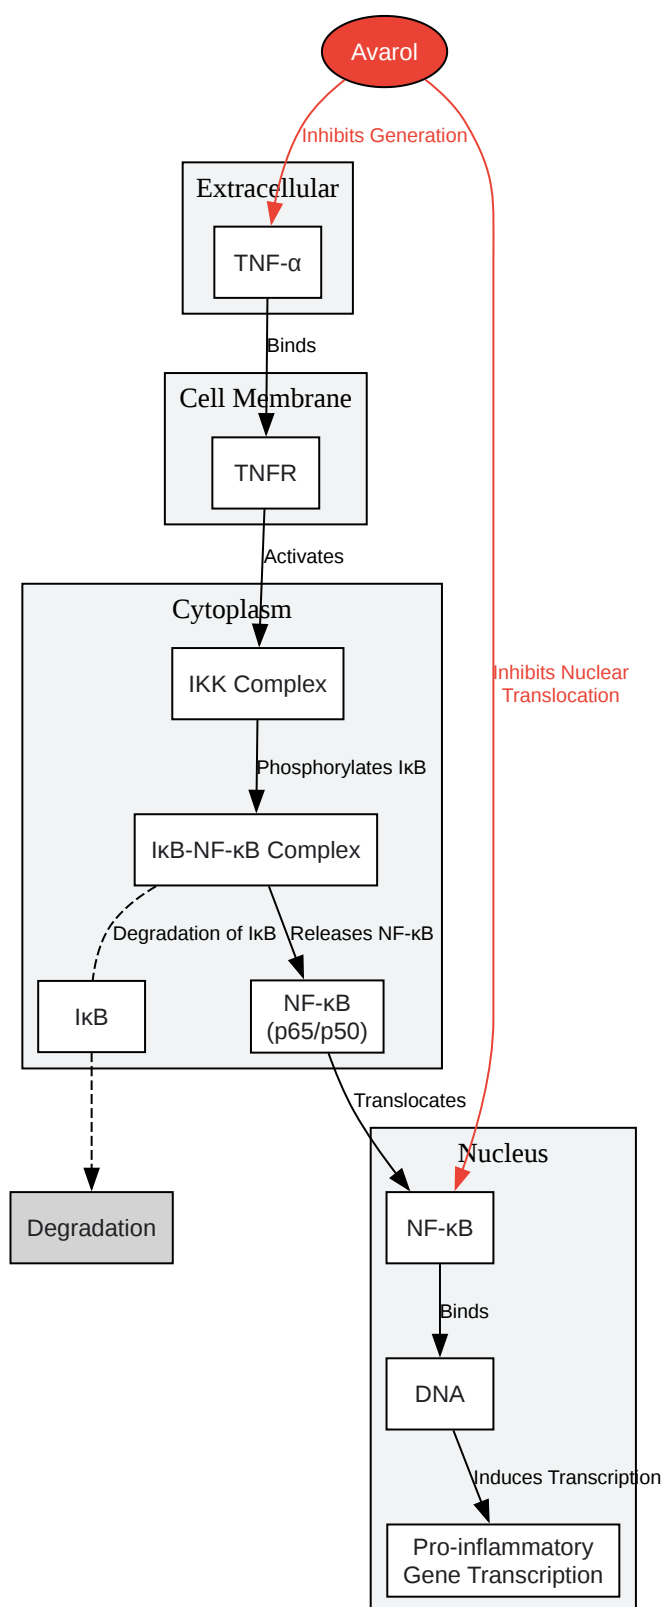 Avarol
Inhibits Generation
Extracellular
TNF-α
Binds
Cell Membrane
TNFR
Activates
Cytoplasm
IKK Complex
Inhibits Nuclear
Translocation
Phosphorylates IκB
IκB-NF-κB Complex
Degradation of IκB
Releases NF-κB
IκB
NF-κB
(p65/p50)
Translocates
Nucleus
Degradation
NF-κB
Binds
DNA
Induces Transcription
Pro-inflammatory
Gene Transcription